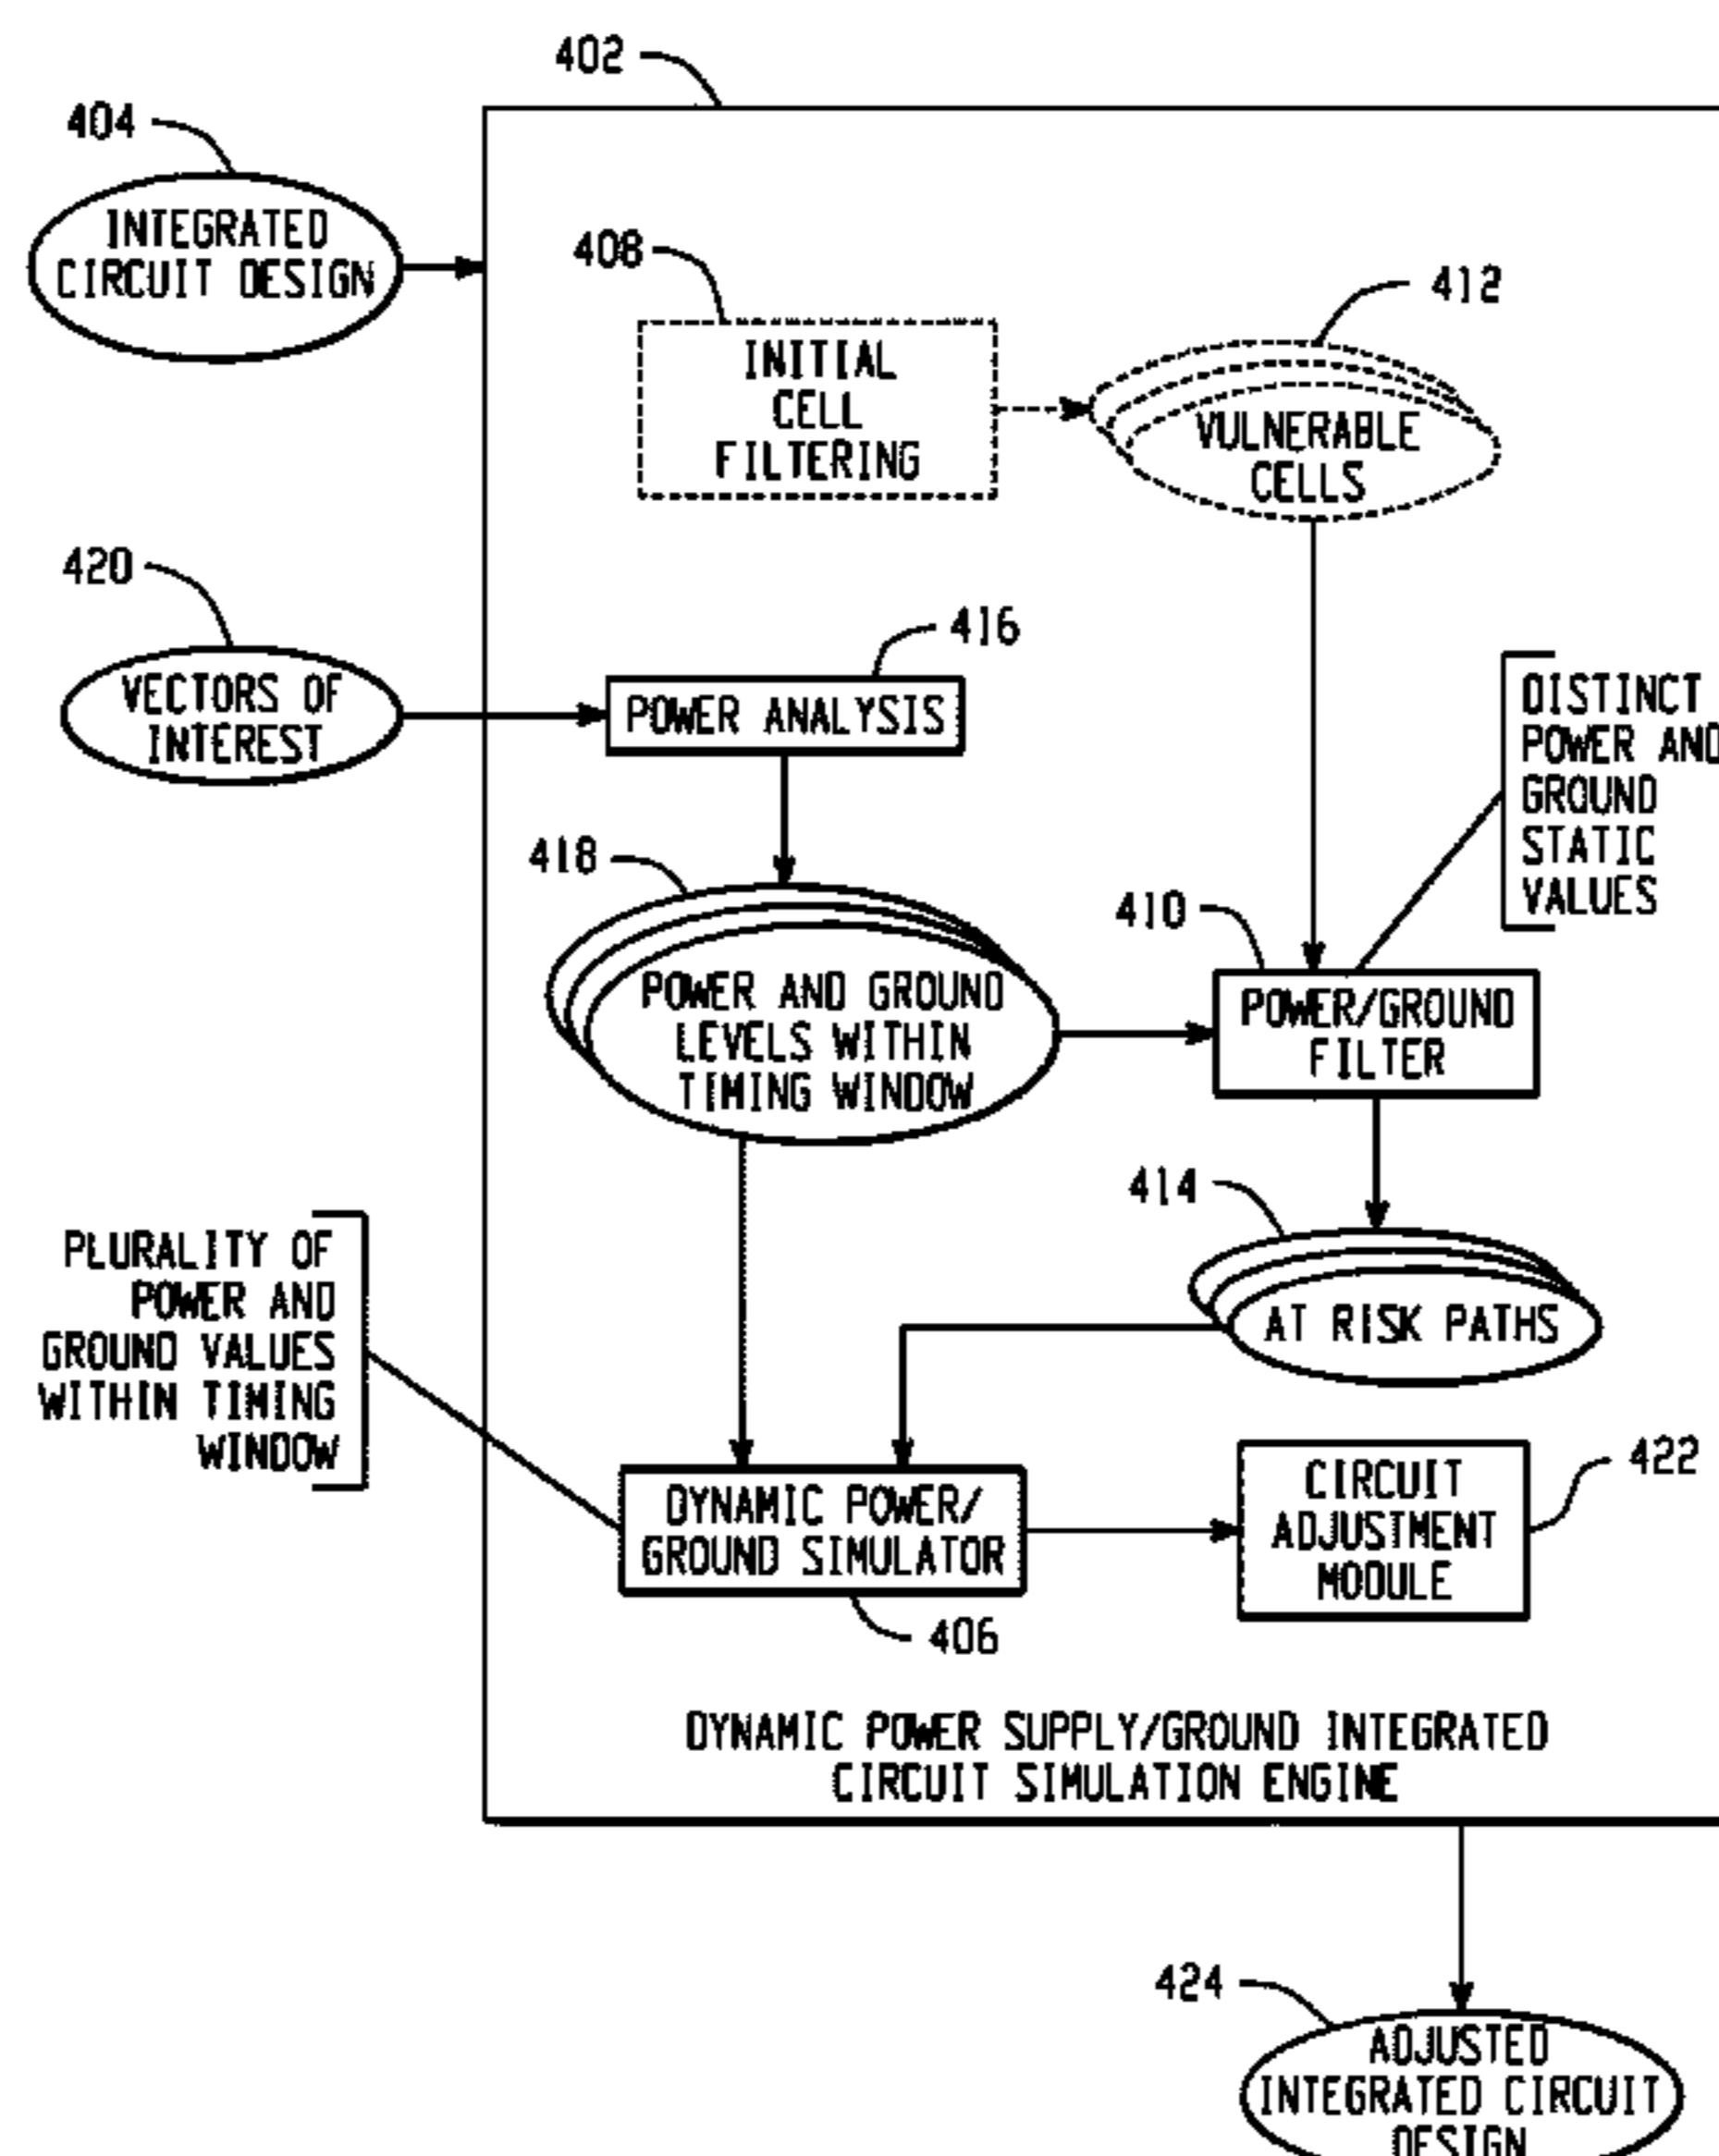 402
404
INTEGRATED
CIRCUIT DESIGN
408
412
INITIAL
CELL
FILTERING
VULNERABLE
CELLS
420
VECTORS OF
INTEREST
416
POWER ANALYSIS
DISTINCT
POWER AND
GROUND
STATIC
VALUES
418
410
POWER AND GROUND
LEVELS WITHIN
TIMING WINDOW
POWER/GROUND
FILTER
414
AT RISK PATHS
PLURALITY OF
POWER AND
GROUND VALUES
WITHIN TIMING
WINDOW
DYNAMIC POWER/
GROUND SIMULATOR
406
CIRCUIT
ADJUSTMENT
MODULE
422
DYNAMIC POWER SUPPLY/GROUND INTEGRATED
CIRCUIT SIMULATION ENGINE
424
ADJUSTED
INTEGRATED CIRCUIT
DESIGN